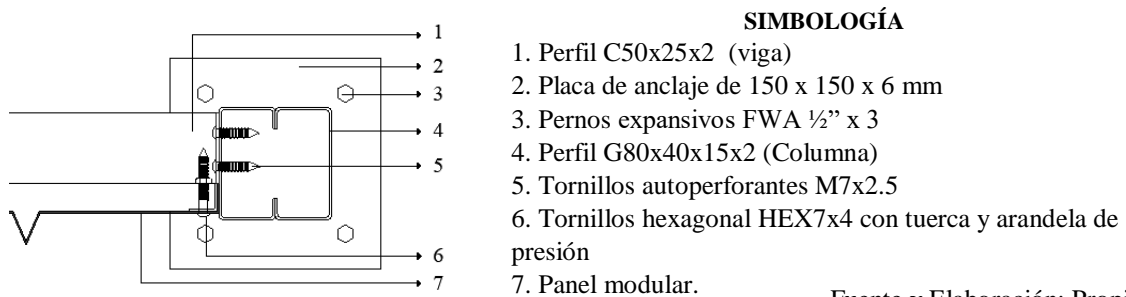 1
2
3
4
5
6
7
SIMBOLOGÍA
1. Perfil C50x25x2 (viga)
2. Placa de anclaje de 150 x 150 x 6 mm
3. Pernos expansivos FWA ½” x 3
4. Perfil G80x40x15x2 (Columna)
5. Tornillos autoperforantes M7x2.5
6. Tornillos hexagonal HEX7x4 con tuerca y arandela de
presión
7. Panel modular.